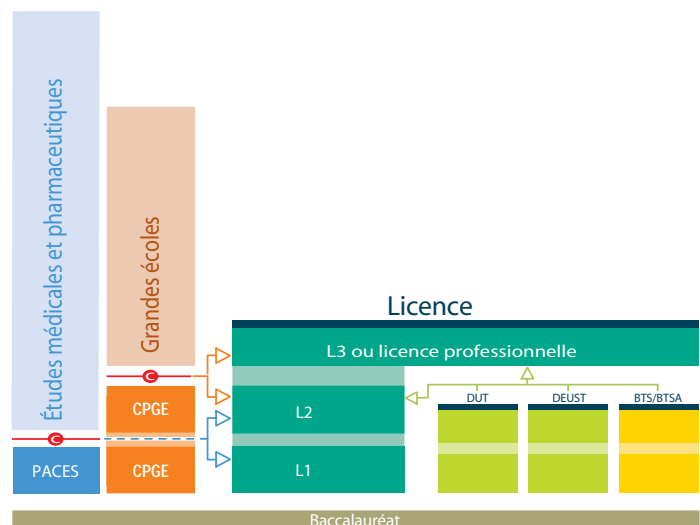 Études médicales et pharmaceutiques
Grandes écoles
Licence
L3 ou licence professionnelle
C
CPGE
L2
DUT
DEUST
BTS/BTSA
C
PACES
CPGE
L1
Baccalauréat